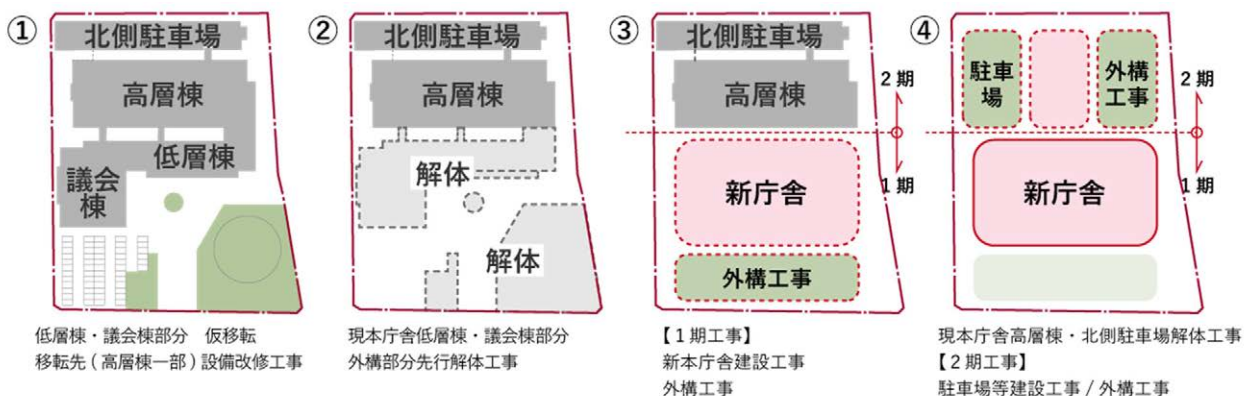 ①
北側駐車場
高層棟
低層棟
議会
棟
低層棟・議会棟部分　仮移転
移転先(高層棟一部)設備改修工事
②
北側駐車場
高層棟
解体
解体
現本庁舎低層棟・議会棟部分
外構部分先行解体工事
③
北側駐車場
高層棟
2期
1期
新庁舎
外構工事
【1期工事】
新本庁舎建設工事
外構工事
④
駐車
場
外構
工事
2期
1期
新庁舎
現本庁舎高層棟・北側駐車場解体工事
【2期工事】
駐車場等建設工事/外構工事